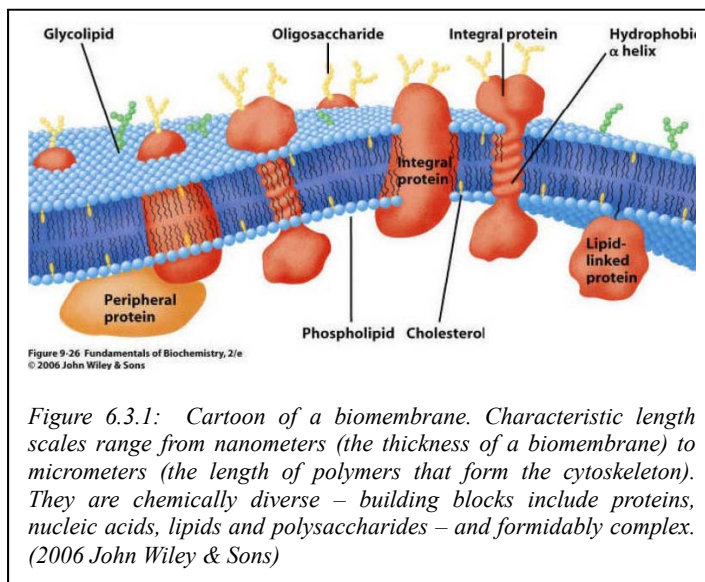 Glycolipid
Oligosaccharide
Integral protein
Hydrophobic
α helix
Integral
protein
Lipid-
linked
protein
Peripheral
protein
Phospholipid
Cholesterol
Figure 9-26 Fundamentals of Biochemistry, 2/e
© 2006 John Wiley & Sons
Figure 6.3.1: Cartoon of a biomembrane. Characteristic length
scales range from nanometers (the thickness of a biomembrane) to
micrometers (the length of polymers that form the cytoskeleton).
They are chemically diverse – building blocks include proteins,
nucleic acids, lipids and polysaccharides – and formidably complex.
(2006 John Wiley & Sons)